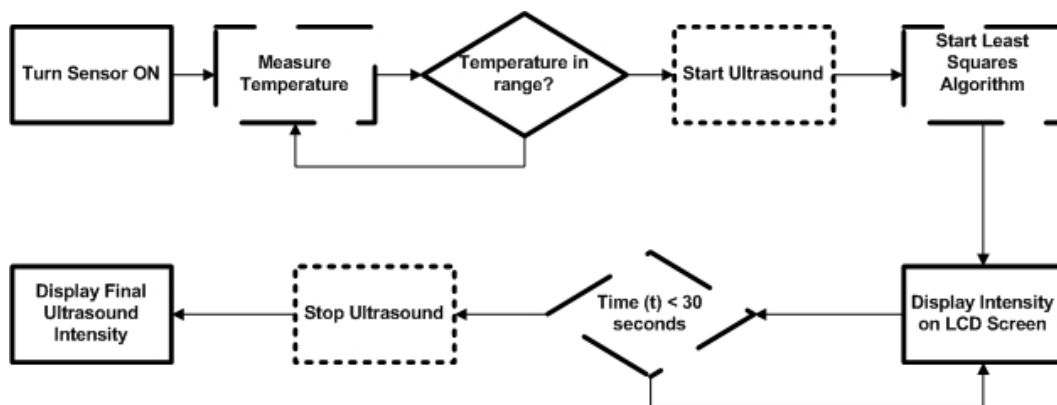 Turn Sensor ON
Measure
Temperature
Temperature in
range?
Start Ultrasound
Start Least
Squares
Algorithm
Display Final
Ultrasound
Intensity
Stop Ultrasound
Time (t) < 30
seconds
Display Intensity
on LCD Screen